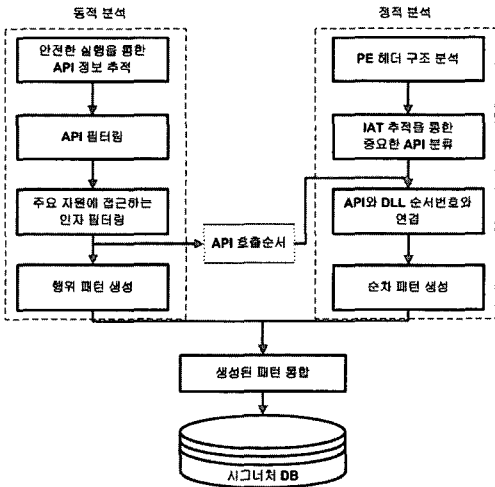 동적 분석
안전한 실행을 통한
API 정보 추적
API 필터링
주요 자원에 접근하는
인자 필터링
행위 패턴 생성
API 호출순서
정적 분석
PE 헤더 구조 분석
IAT 추적을 통한
중요한 API 분류
API와 DLL 순서번호와
연결
순차 패턴 생성
생성된 패턴 통합
시그너처 DB